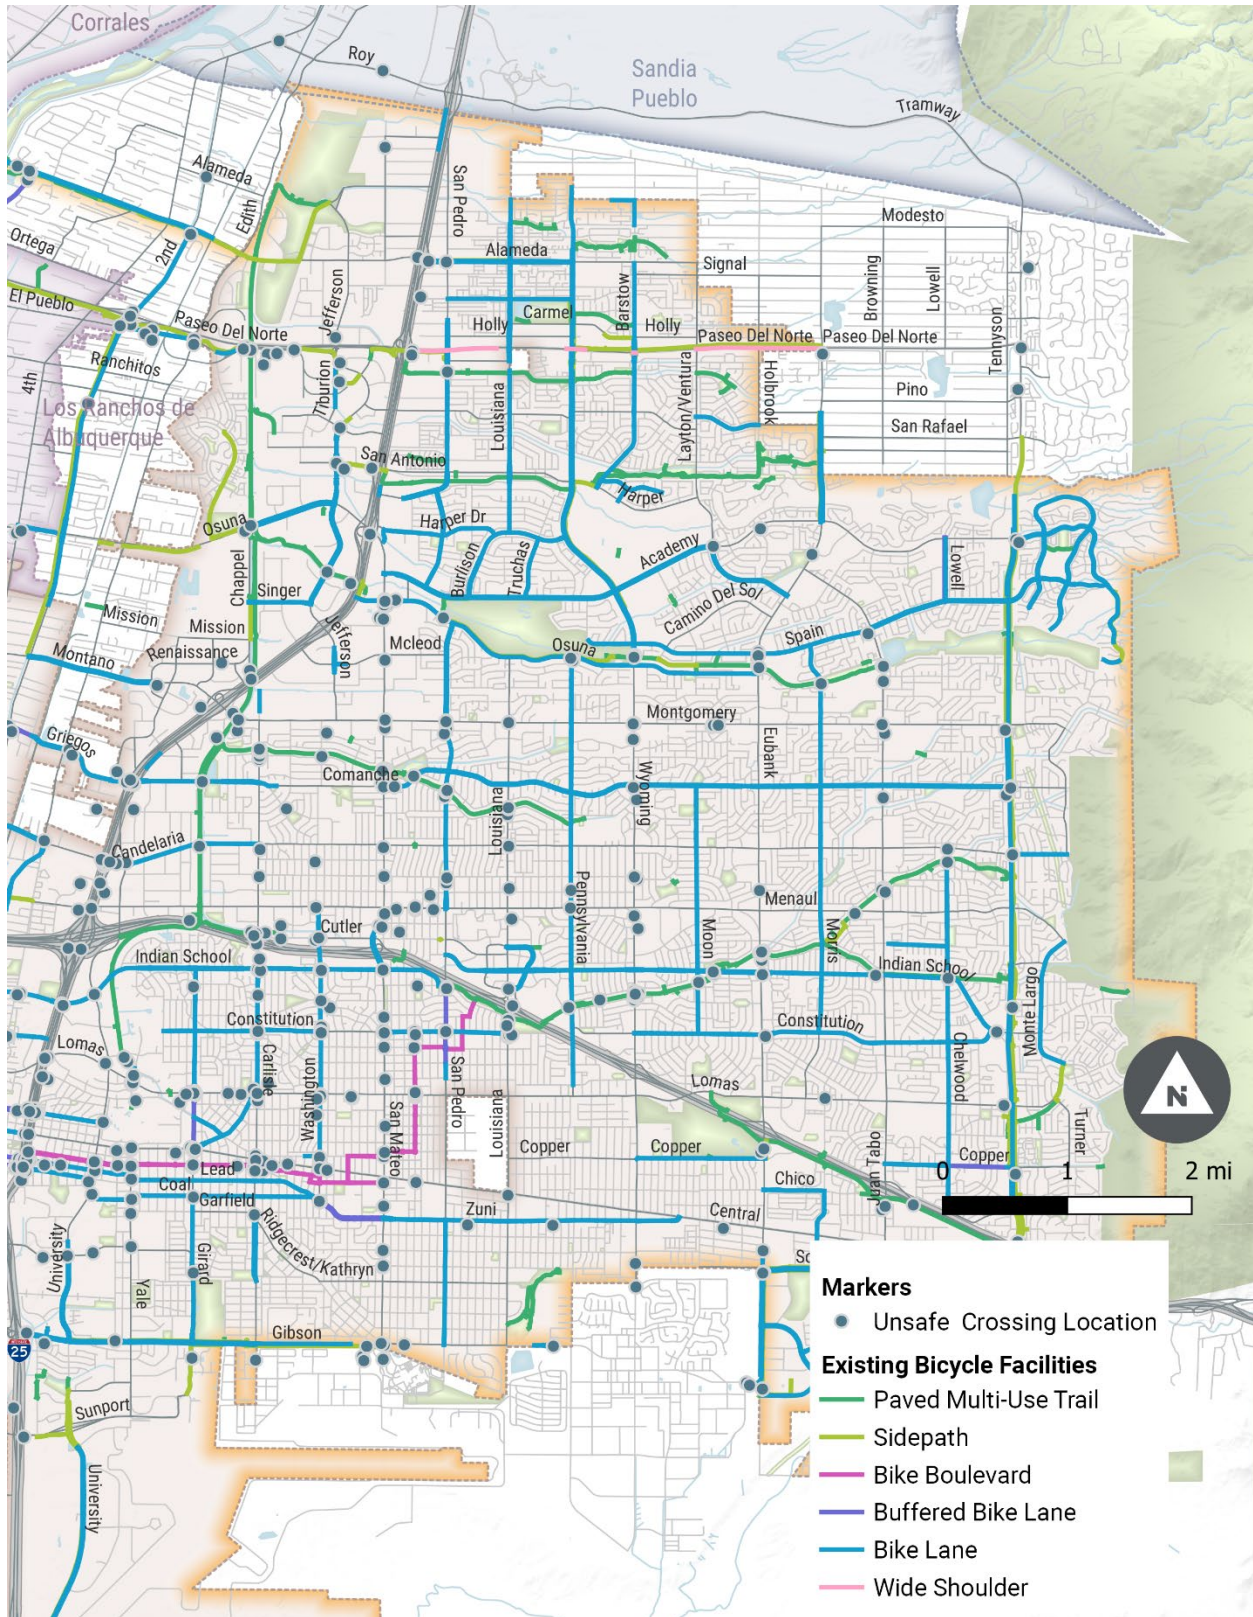 Corrales
Roy
Sandia
Pueblo
Tramway
Alameda
Edith
San Pedro
Modesto
Ortega
2nd
Alameda
Signal
Browning
Lowell
El Pueblo
Paseo Del Norte
Jefferson
Carmel
Barstow
Holly
Holly
Paseo Del Norte
Paseo Del Norte
Tennyson
Ranchitos
4th
Tiburon
Louisiana
Layton/Ventura
Holbrook
Pino
Los Ranchos de
Albuquerque
San Rafael
San Antonio
Harper
Osuna
Harper Dr
Academy
Chappel
Singer
Burlison
Truchas
Camino Del Sol
Lowell
Mission
Mission
Jefferson
Mcleod
Spain
Montano
Renaissance
Osuna
Montgomery
Griegos
Eubank
Comanche
Wyoming
Louisiana
Candelaria
Pennsylvania
Menaul
Cutler
Moon
Morris
Indian School
Indian School
Monte Largo
Constitution
Constitution
Lomas
Carlisle
Washington
San Pedro
Chelwood
N
Lomas
San Mateo
Louisiana
Turner
Copper
Copper
Copper
Lead
Coal
Garfield
Chico
Juan Tabo
0 1 2 mi
Zuni
Central
University
Ridgecrest/Kathryn
Girard
Yale
Gibson
25
Sunport
University
Markers
Unsafe Crossing Location
Existing Bicycle Facilities
Paved Multi-Use Trail
Sidepath
Bike Boulevard
Buffered Bike Lane
Bike Lane
Wide Shoulder